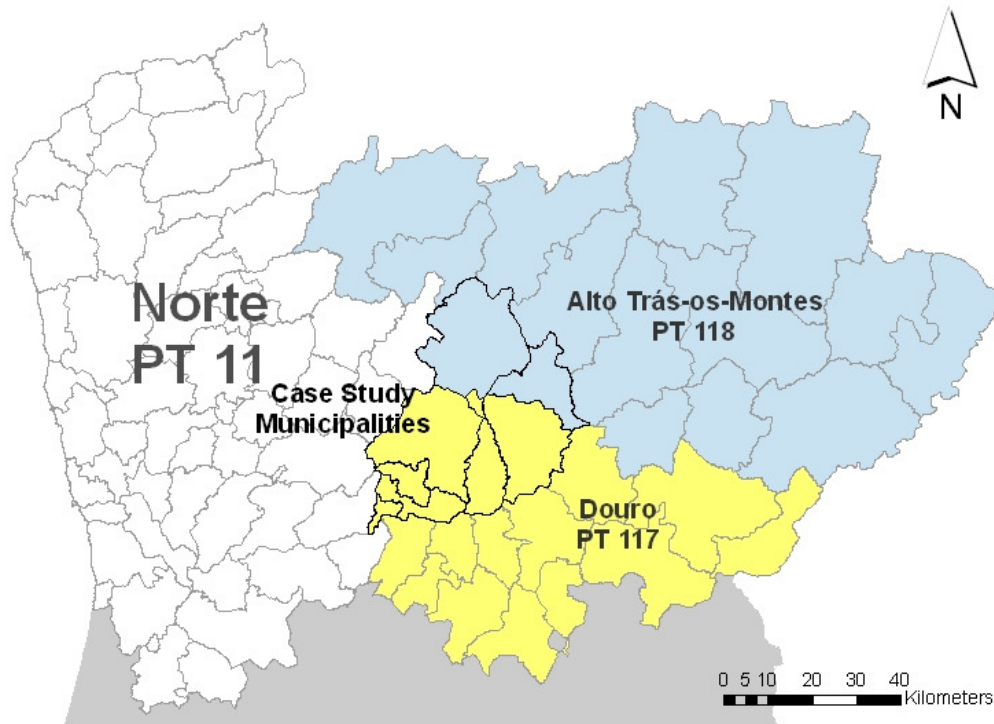 N
Norte
PT 11
Alto Trás-os-Montes
PT 118
Case Study
Municipalities
Douro
PT 117
0 5 10 20 30 40
Kilometers